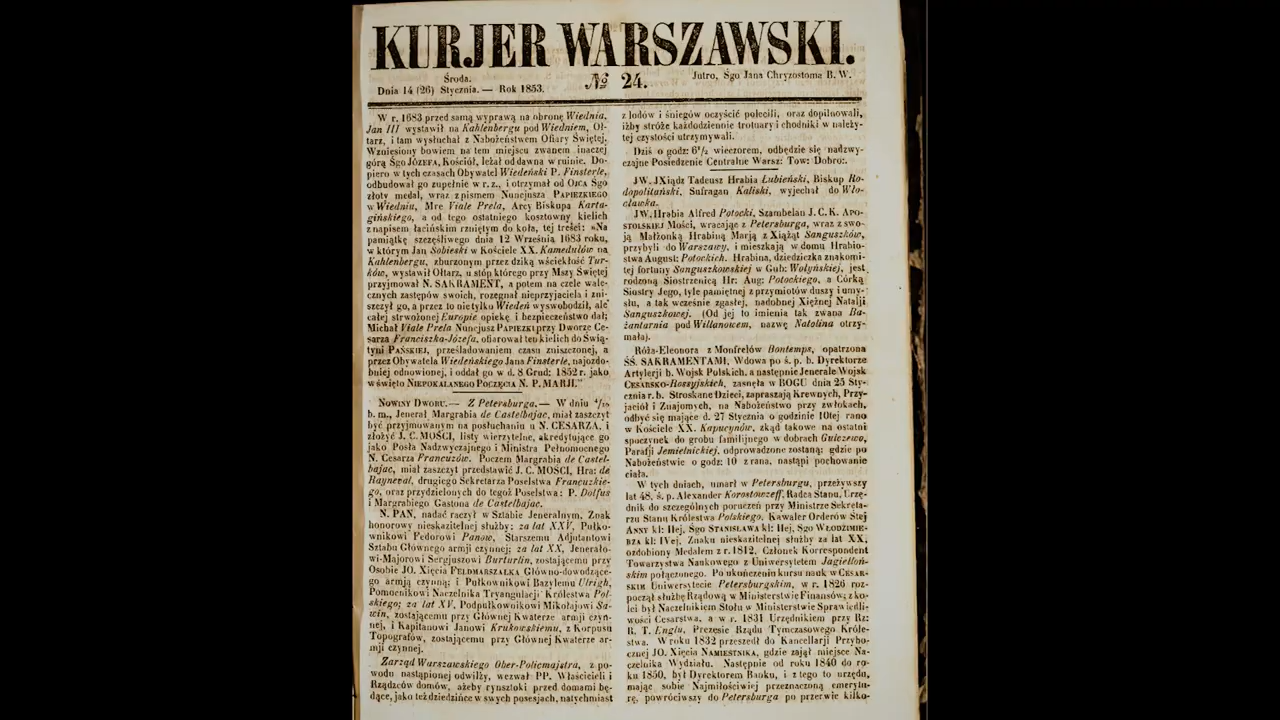 KURJER WARSZAWSKI.
Środa.
Dnia 14 (26) Stycznia. — Rok 1853.
№ 24.
Jutro, Sgo Jana Chryzostoma B. W.
W r. 1683 przed samą wyprawą na obronę Wiednia,
Jan III wystawił na Kahlenbergu pod Wiedniem, Oł-
tarz, i tam wysłuchał z Nabożeństwem Ofiary Świętej.
Wzniesiony bowiem na tem miejscu zwanem inaczej
górą Sgo JÓZEFA, Kościół, leżał oddawna w ruinie. Do-
piero w tych czasach Obywatel Wiedeński P. Finsterle,
odbudował go zupełnie w r. z., i otrzymał od OJCA Sgo
złoty medal, wraz z pismem Nuncjusza PAPIEZKIEGO
w Wiedniu, Mre Viale Prela, Arcy Biskupa Karta-
gińskiego, a od tego ostatniego kosztowny kielich
z napisem łacińskim rzniętym do koła, tej treści: »Na
pamiątkę szczęśliwego dnia 12 Września 1683 roku,
w którym Jan Sobieski w Kościele XX. Kamedułów na
Kahlenbergu, zburzonym przez dziką wściekłość Tur-
ków, wystawił Ołtarz, u stóp którego przy Mszy Świętej
przyjmował N. SAKRAMENT, a potem na czele wale-
cznych zastępów swoich, rozegnał nieprzyjaciela i zni-
szczył go, a przez to nie tylko Wiedeń wyswobodził, ale
całej strwożonej Europie opiekę i bezpieczeństwo dał;
Michał Viale Prela Nuncjusz PAPIEZKI przy Dworze Ce-
sarza Franciszka-Józefa, ofiarował ten kielich do Świą-
tyni PAŃSKIEJ, prześladowaniem czasu zniszczonej, a
przez Obywatela Wiedeńskiego Jana Finsterle, najozdo-
bniej odnowionej, i oddał go w d. 8 Grud: 1852 r. jako
w święto NIEPOKALANEGO POCZĘCIA N. P. MARJI."
NOWINY DWORU.— Z Petersburga. — W dniu
b. m., Jenerał Margrabia de Castelbajac, miał zaszczyt
być przyjmowanym na posłuchaniu u N. CESARZA, i
złożyć J. C. MOŚCI, listy wierzytelne, akredytujące go
jako Posła Nadzwyczajnego i Ministra Pełnomocnego
N. Cesarza Francuzów. Poczem Margrabia de Castel-
bajac, miał zaszczyt przedstawić J. C. MOŚCI, Hra: de
Rayneval, drugiego Sekretarza Poselstwa Francuzkie-
go, oraz przydzielonych do tegoż Poselstwa: P. Dolfus
i Margrabiego Gastona de Castelbajac.
N. PAN, nadać raczył w Sztabie Jeneralnym, Znak
honorowy nieskazitelnej służby: za lat XXV, Pułko-
wnikowi Fedorowi Panow, Starszemu Adjutantowi
Sztabu Głównego armji czynnej; za lat XX, Jenerało-
wi-Majorowi Sergjuszowi Burturlin, zostającemu przy
Osobie JO. Xięcia FELDMARSZAŁKA Główno-dowodzące-
go armją czynną; i Pułkownikowi Bazylemu Ulrigh,
Pomocnikowi Naczelnika Tryangulacji Królestwa Pol-
skiego; za lat XV, Podpułkownikowi Mikołajowi Sa-
win, zostającemu przy Głównej Kwaterze armji czyn-
nej, i Kapitanowi Janowi Krukowskiemu, z Korpusu
Topografów, zostającemu przy Głównej Kwaterze ar-
mji czynnej.
Zarząd Warszawskiego Ober-Policmajstra, z po-
wodu nastąpionej odwilży, wezwał PP. Właścicieli i
Rządzców domów, ażeby rynsztoki przed domami bę-
dące, jako też dziedzińce w swych posesjach, natychmiast
z lodów i śniegów oczyścić polecili, oraz dopilnowali,
iżby stróże każdodziennie trotuary i chodniki w należy-
tej czystości utrzymywali.
Dziś o godz: 6½ wieczorem, odbędzie się nadzwy-
czajne Posiedzenie Centralne Warsz: Tow: Dobro:.
JW. JXiądz Tadeusz Hrabia Łubieński, Biskup Ro-
dopolitański, Sufragan Kaliski, wyjechał do Wło-
cławka.
JW. Hrabia Alfred Potocki, Szambelan J. C. K. APO-
STOLSKIEJ Mości, wracając z Petersburga, wraz z swo-
ją Małżonką Hrabiną Marją z Xiążąt Sanguszków,
przybyli do Warszawy, i mieszkają w domu Hrabio-
stwa August: Potockich. Hrabina, dziedziczka znakomi-
tej fortuny Sanguszkowskiej w Gub: Wołyńskiej, jest
rodzoną Siostrzenicą Hr: Aug: Potockiego, a Córką
Siostry Jego, tyle pamiętnej z przymiotów duszy i umy-
słu, a tak wcześnie zgasłej, nadobnej Xiężnej Natalji
Sanguszkowej. (Od jej to imienia tak zwana Ba-
żantarnia pod Willanowem, nazwę Natolina otrzy-
mała).
Róża-Eleonora z Monfrełów Bontemps, opatrzona
ŚŚ. SAKRAMENTAMI, Wdowa po ś. p. b. Dyrektorze
Artylerji b. Wojsk Polskich, a następnie Jenerale Wojsk
CESARSKO-Rossyjskich, zasnęła w BOGU dnia 25 Sty-
cznia r. b. Stroskane Dzieci, zapraszają Krewnych, Przy-
jaciół i Znajomych, na Nabożeństwo przy zwłokach,
odbyć się mające d. 27 Stycznia o godzinie 10tej rano
w Kościele XX. Kapucynów, zkąd takowe na ostatni
spoczynek do grobu familijnego w dobrach Gulczewo,
Parafji Jemielnickiej, odprowadzone zostaną: gdzie po
Nabożeństwie o godz: 10 z rana, nastąpi pochowanie
ciała.
W tych dniach, umarł w Petersburgu, przeżywszy
lat 48, ś. p. Alexander Korostowzeff, Radca Stanu, Urzę-
dnik do szczególnych poruczeń przy Ministrze Sekreta-
rzu Stanu Królestwa Polskiego, Kawaler Orderów Stej
ANNY kl: IIej, Sgo STANISŁAWA kl: IIej, Sgo WŁODZIMIE-
RZA kl: IVej, Znaku nieskazitelnej służby za lat XX,
ozdobiony Medalem z r. 1812, Członek Korrespondent
Towarzystwa Naukowego z Uniwersytetem Jagielloń-
skim połączonego. Po ukończeniu kursu nauk w CESAR-
SKIM Uniwersytecie Petersburgskim, w r. 1826 roz-
począł służbę Rządową w Ministerstwie Finansów; z ko-
lei był Naczelnikiem Stołu w Ministerstwie Sprawiedli-
wości Cesarstwa, a w r. 1831 Urzędnikiem przy Rz:
R. T. Englu, Prezesie Rządu Tymczasowego Króle-
stwa. W roku 1832 przeszedł do Kancellarji Przybo-
cznej JO. Xięcia NAMIESTNIKA, gdzie zajął miejsce Na-
czelnika Wydziału. Następnie od roku 1840 do ro-
ku 1850, był Dyrektorem Banku, i z tego to urzędu,
mając sobie Najmiłościwiej przeznaczoną emerytu-
rę, powróciwszy do Petersburga po przerwie kilko-